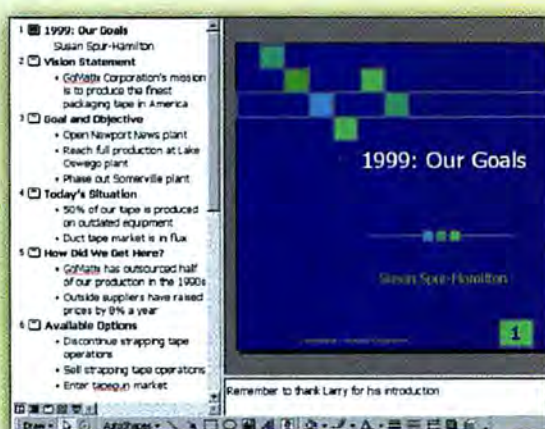 1 1999: Our Goals
Susan Spur-Hamilton
2 Vision Statement
• GoMatix Corporation's mission
is to produce the finest
packaging tape in America
3 Goal and Objective
• Open Newport News plant
• Reach full production at Lake
Oswego plant
• Phase out Somerville plant
4 Today's Situation
• 50% of our tape is produced
on outdated equipment
• Duct tape market is in flux
5 How Did We Get Here?
• GoMatix has outsourced half
of our production in the 1990s
• Outside suppliers have raised
prices by 8% a year
6 Available Options
• Discontinue strapping tape
operations
• Sell strapping tape operations
• Enter tapegun market
1999: Our Goals
Susan Spur-Hamilton
1
Remember to thank Larry for his introduction
Draw AutoShapes